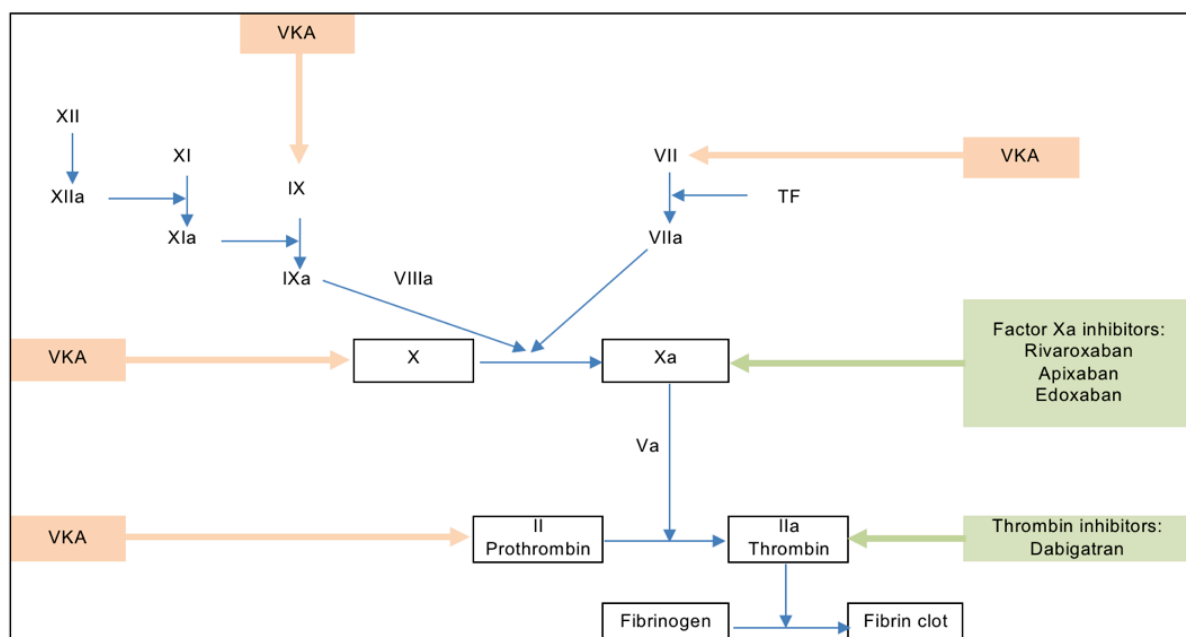 VKA
XII
XI
VII
VKA
IX
XIIa
TF
XIa
VIIa
IXa
VIIIa
VKA
X
Xa
Factor Xa inhibitors:
Rivaroxaban
Apixaban
Edoxaban
Va
VKA
II
Prothrombin
IIa
Thrombin
Thrombin inhibitors:
Dabigatran
Fibrinogen
Fibrin clot